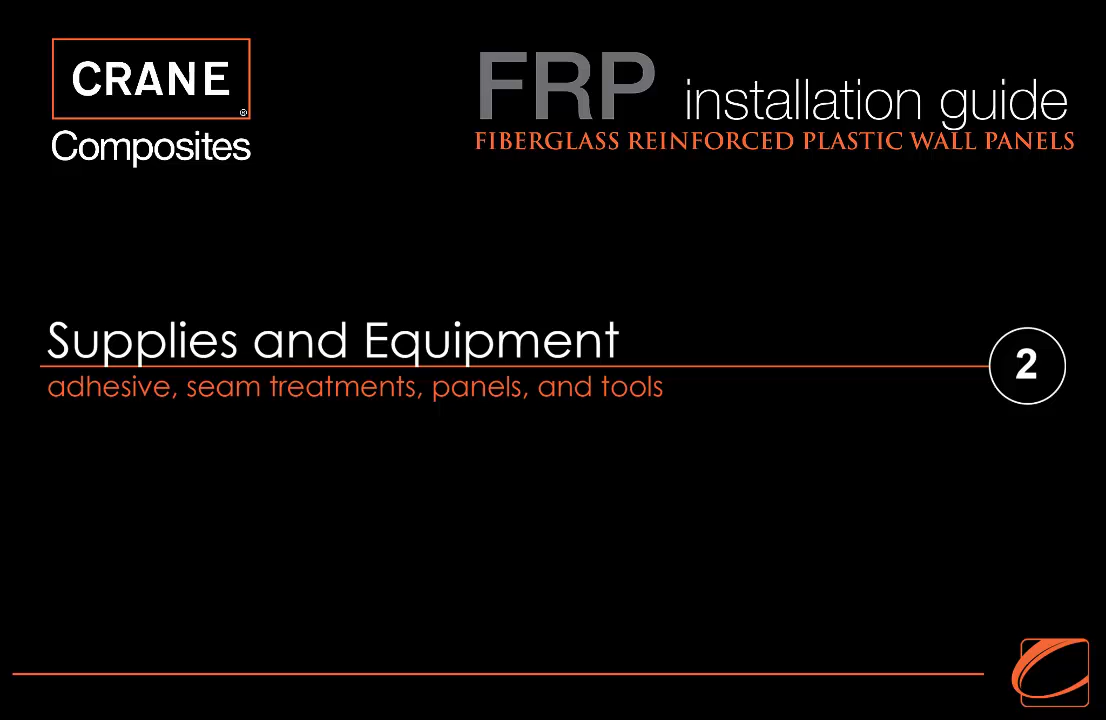 CRANE®
Composites
FRP installation guide
FIBERGLASS REINFORCED PLASTIC WALL PANELS
Supplies and Equipment
2
adhesive, seam treatments, panels, and tools